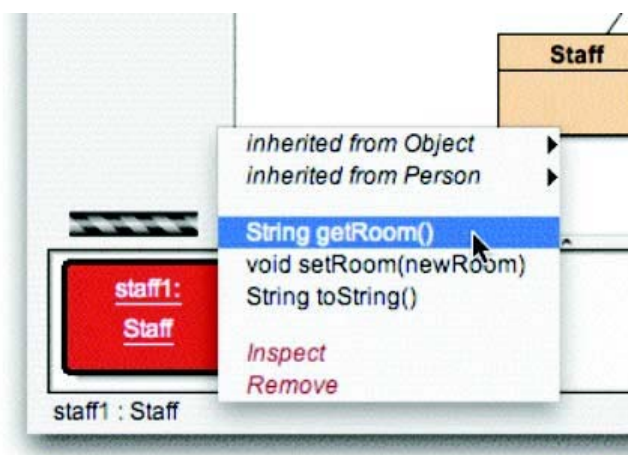 Staff
inherited from Object
inherited from Person
String getRoom()
void setRoom(newRoom)
String toString()
Inspect
Remove
staff1:
Staff
staff1 : Staff